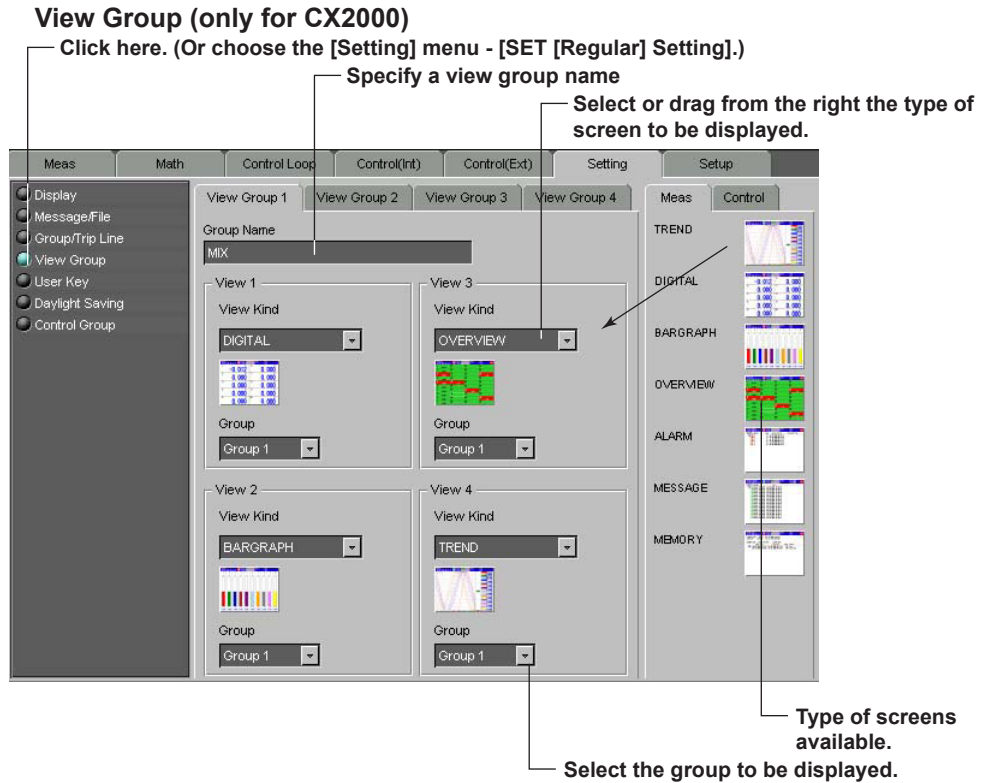 View Group (only for CX2000)
Click here. (Or choose the [Setting] menu - [SET [Regular] Setting].)
Specify a view group name
Select or drag from the right the type of
screen to be displayed.
Meas Math Control Loop Control(Int) Control(Ext) Setting Setup
Display
Message/File
Group/Trip Line
View Group
User Key
Daylight Saving
Control Group
View Group 1 View Group 2 View Group 3 View Group 4
Group Name
MIX
View 1
View Kind
DIGITAL
Group
Group 1
View 3
View Kind
OVERVIEW
Group
Group 1
View 2
View Kind
BARGRAPH
Group
Group 1
View 4
View Kind
TREND
Group
Group 1
Meas Control
TREND
DIGITAL
BARGRAPH
OVERVIEW
ALARM
MESSAGE
MEMORY
Type of screens
available.
Select the group to be displayed.